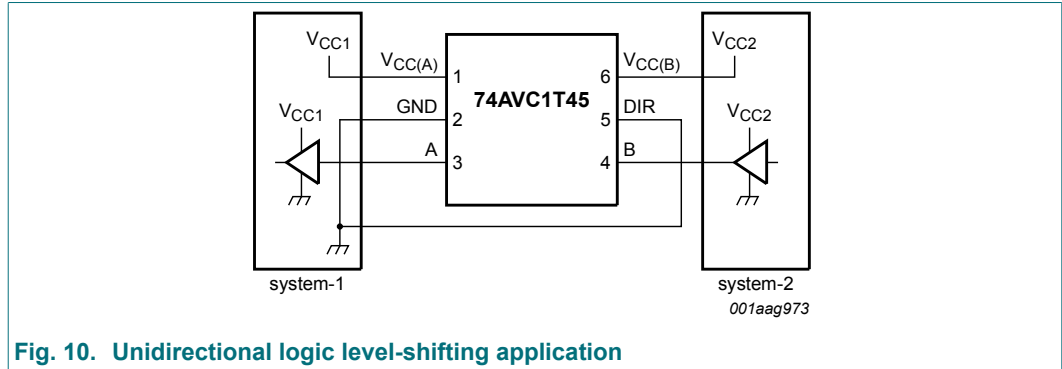 VCC1
VCC(A)
1
GND
2
A
3
VCC1
74AVC1T45
VCC(B)
6
DIR
5
B
4
VCC2
VCC2
system-1
system-2
001aag973
Fig. 10. Unidirectional logic level-shifting application